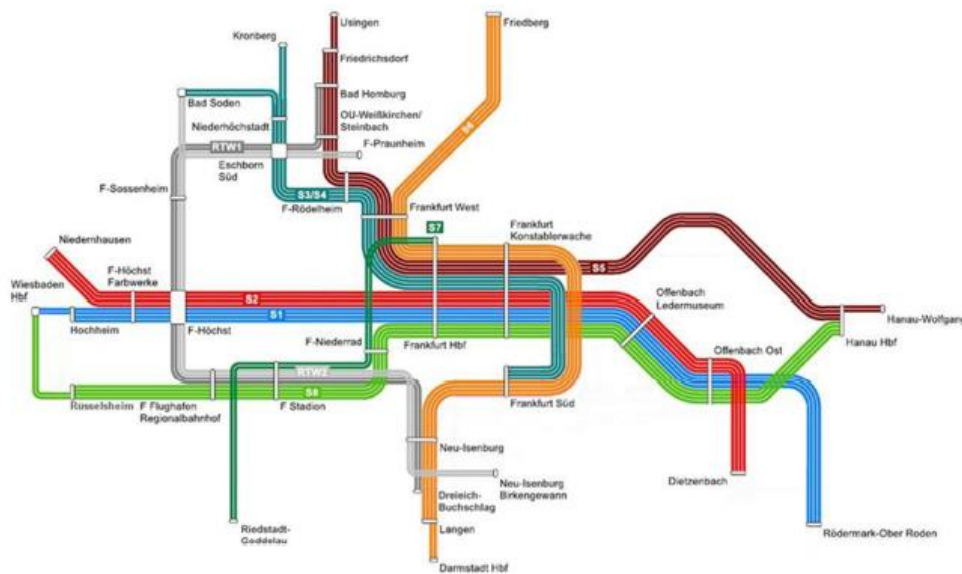 Usingen
Friedberg
Kronberg
Friedrichsdorf
Bad Homburg
Bad Soden
OU-Weißkirchen/
Steinbach
Niederhöchstadt
F-Praunheim
RTW1
S6
Eschborn
Süd
F-Sossenheim
S3/S4
F-Rödelheim
Frankfurt West
S7
Frankfurt
Konstablerwache
Niedernhausen
S5
Wiesbaden
Hbf
F-Höchst
Farbwerke
S2
Offenbach
Ledermuseum
Hochheim
S1
F-Höchst
F-Niederrad
Frankfurt Hbf
Hanau-Wolfgang
Hanau Hbf
Offenbach Ost
RTW2
Russelsheim
F Flughafen
Regionalbahnhof
F Stadion
S8
Frankfurt Süd
Neu-Isenburg
Neu-Isenburg
Birkengewann
Dietzenbach
Dreieich-
Buchschlag
Riedstadt-
Goddelau
Langen
Rödermark-Ober Roden
Darmstadt Hbf